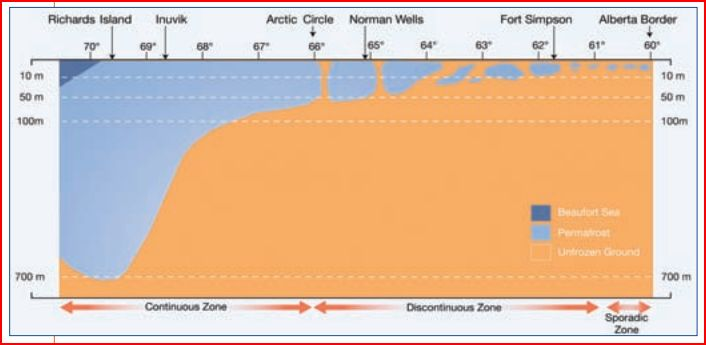 Richards Island Inuvik Arctic Circle Norman Wells Fort Simpson Alberta Border
70° 69° 68° 67° 66° 65° 64° 63° 62° 61° 60°
10 m 10 m
50 m 50 m
100m 100m
Beaufort Sea
Permafrost
Unfrozen Ground
700 m 700 m
Continuous Zone Discontinuous Zone Sporadic
Zone